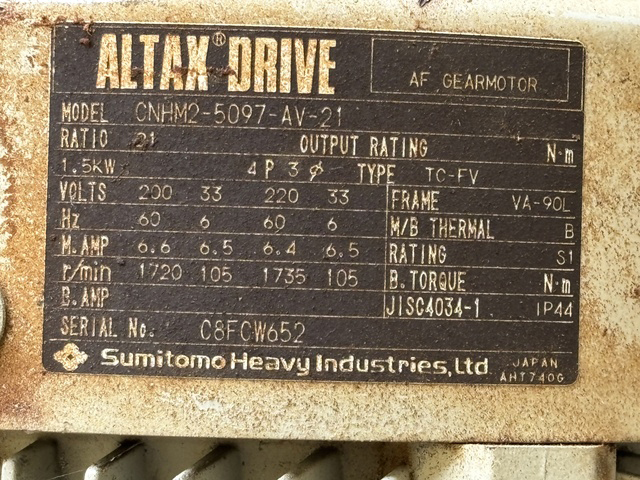 ALTAX® DRIVE
AF GEARMOTOR
MODEL CNHM2-5097-AV-21
RATIO 21 OUTPUT RATING N·m
1.5KW 4 P 3 φ TYPE TC-FV
VOLTS 200 33 220 33 FRAME VA-90L
Hz 60 6 60 6 M/B THERMAL B
M.AMP 6.6 6.5 6.4 6.5 RATING S1
r/min 1720 105 1735 105 B.TORQUE N·m
B.AMP JISC4034-1 IP44
SERIAL No. C8FCW652
Sumitomo Heavy Industries, Ltd JAPAN
AHT740G